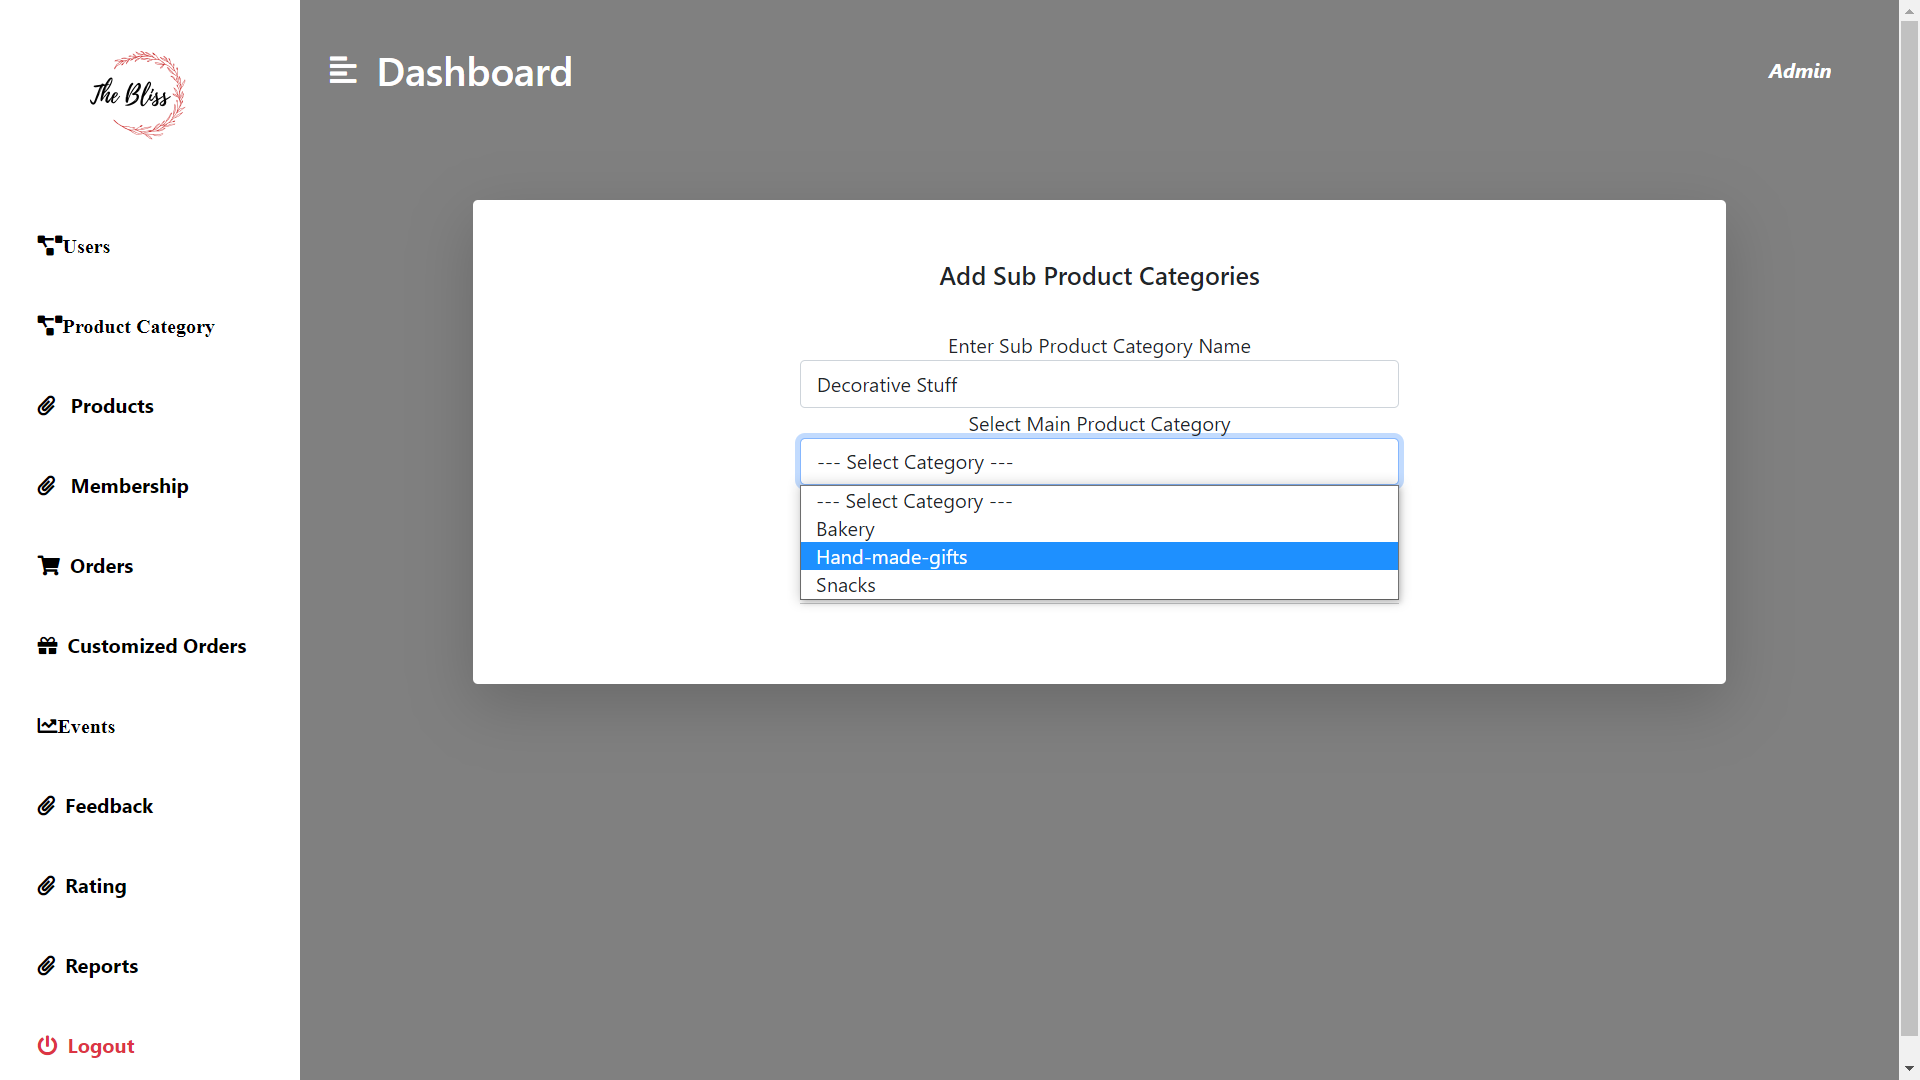 The Bliss
Users
Product Category
Products
Membership
Orders
Customized Orders
Events
Feedback
Rating
Reports
Logout
Dashboard
Admin
Add Sub Product Categories
Enter Sub Product Category Name
Decorative Stuff
Select Main Product Category
--- Select Category ---
--- Select Category ---
Bakery
Hand-made-gifts
Snacks